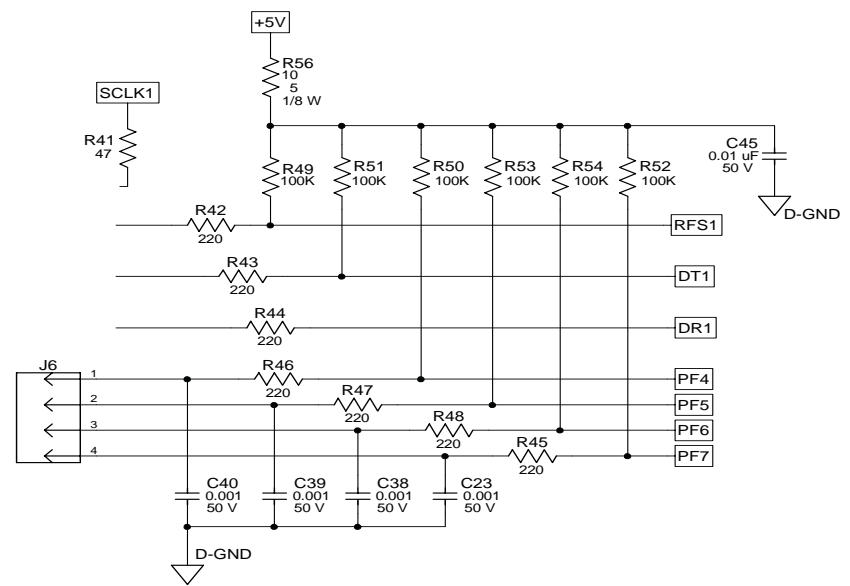 +5V
R56
10
5
1/8 W
SCLK1
R41
47
R49
100K
R51
100K
R50
100K
R53
100K
R54
100K
R52
100K
C45
0.01 uF
50 V
D-GND
R42
220
RFS1
R43
220
DT1
R44
220
DR1
J6
1
R46
220
PF4
2
R47
220
PF5
3
R48
220
PF6
4
R45
220
PF7
C40
0.001
50 V
C39
0.001
50 V
C38
0.001
50 V
C23
0.001
50 V
D-GND